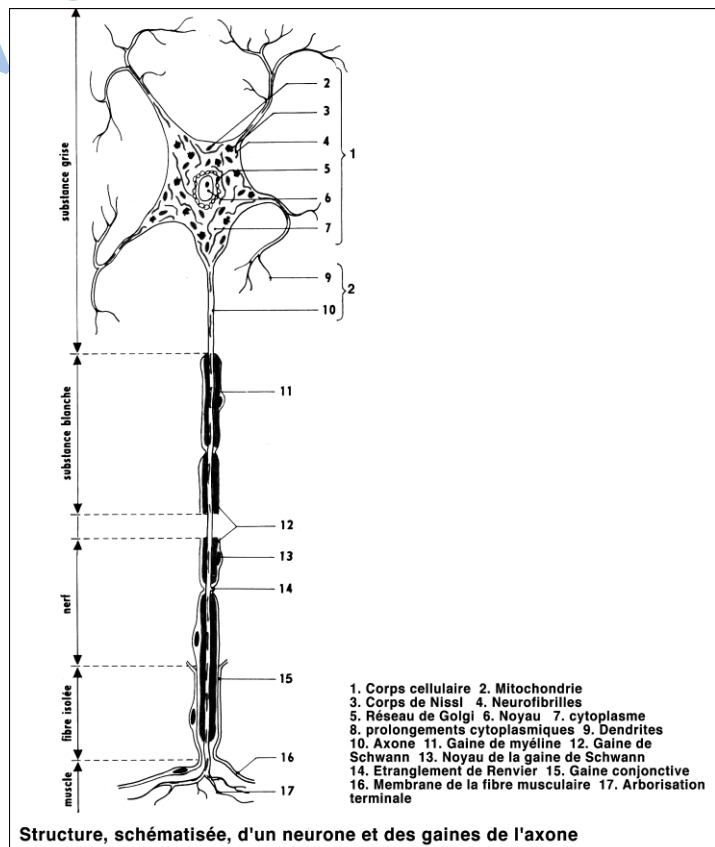 substance grise
2
3
4
1
5
6
7
9
2
10
substance blanche
11
12
nerf
13
14
fibre isolée
15
muscle
16
17
1. Corps cellaire 2. Mitochondrie
3. Corps de Nissl 4. Neurofibrilles
5. Réseau de Golgi 6. Noyau 7. cytoplasme
8. prolongements cytoplasmiques 9. Dendrites
10. Axone 11. Gaine de myéline 12. Gaine de
Schwann 13. Noyau de la gaine de Schwann
14. Etranglement de Renvier 15. Gaine conjonctive
16. Membrane de la fibre musculaire 17. Arborisation
terminale
Structure, schématisée, d'un neurone et des gaines de l'axone